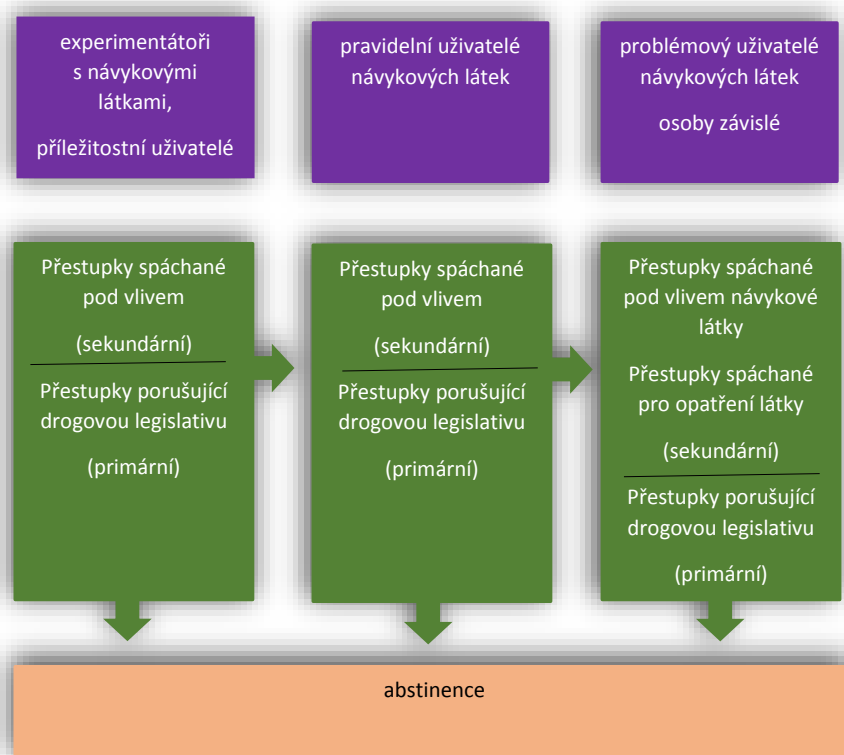 experimentátoři
s návykovými
látkami,
příležitostní uživatelé
pravidelní uživatelé
návykových látek
problémový uživatelé
návykových látek
osoby závislé
Přestupky spáchané
pod vlivem
(sekundární)
Přestupky porušující
drogovou legislativu
(primární)
Přestupky spáchané
pod vlivem
(sekundární)
Přestupky porušující
drogovou legislativu
(primární)
Přestupky spáchané
pod vlivem návykové
látky
Přestupky spáchané
pro opatření látky
(sekundární)
Přestupky porušující
drogovou legislativu
(primární)
abstinence